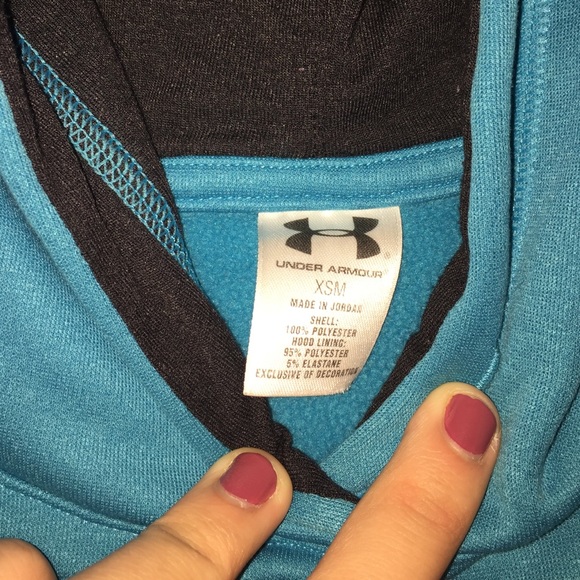 UNDER ARMOUR
XSM
MADE IN JORDAN
SHELL:
100% POLYESTER
HOOD LINING:
95% POLYESTER
5% ELASTANE
EXCLUSIVE OF DECORATION